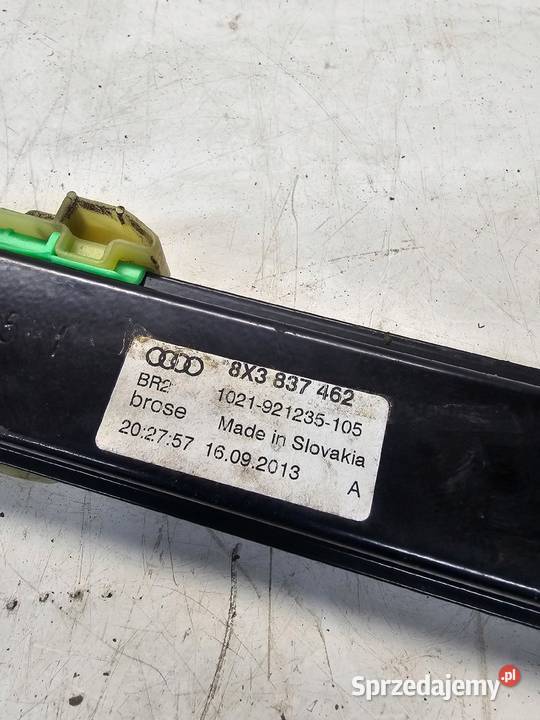 8X3 837 462
BR2 1021-921235-105
brose Made in Slovakia
20:27:57 16.09.2013 A
Sprzedajemy.pl